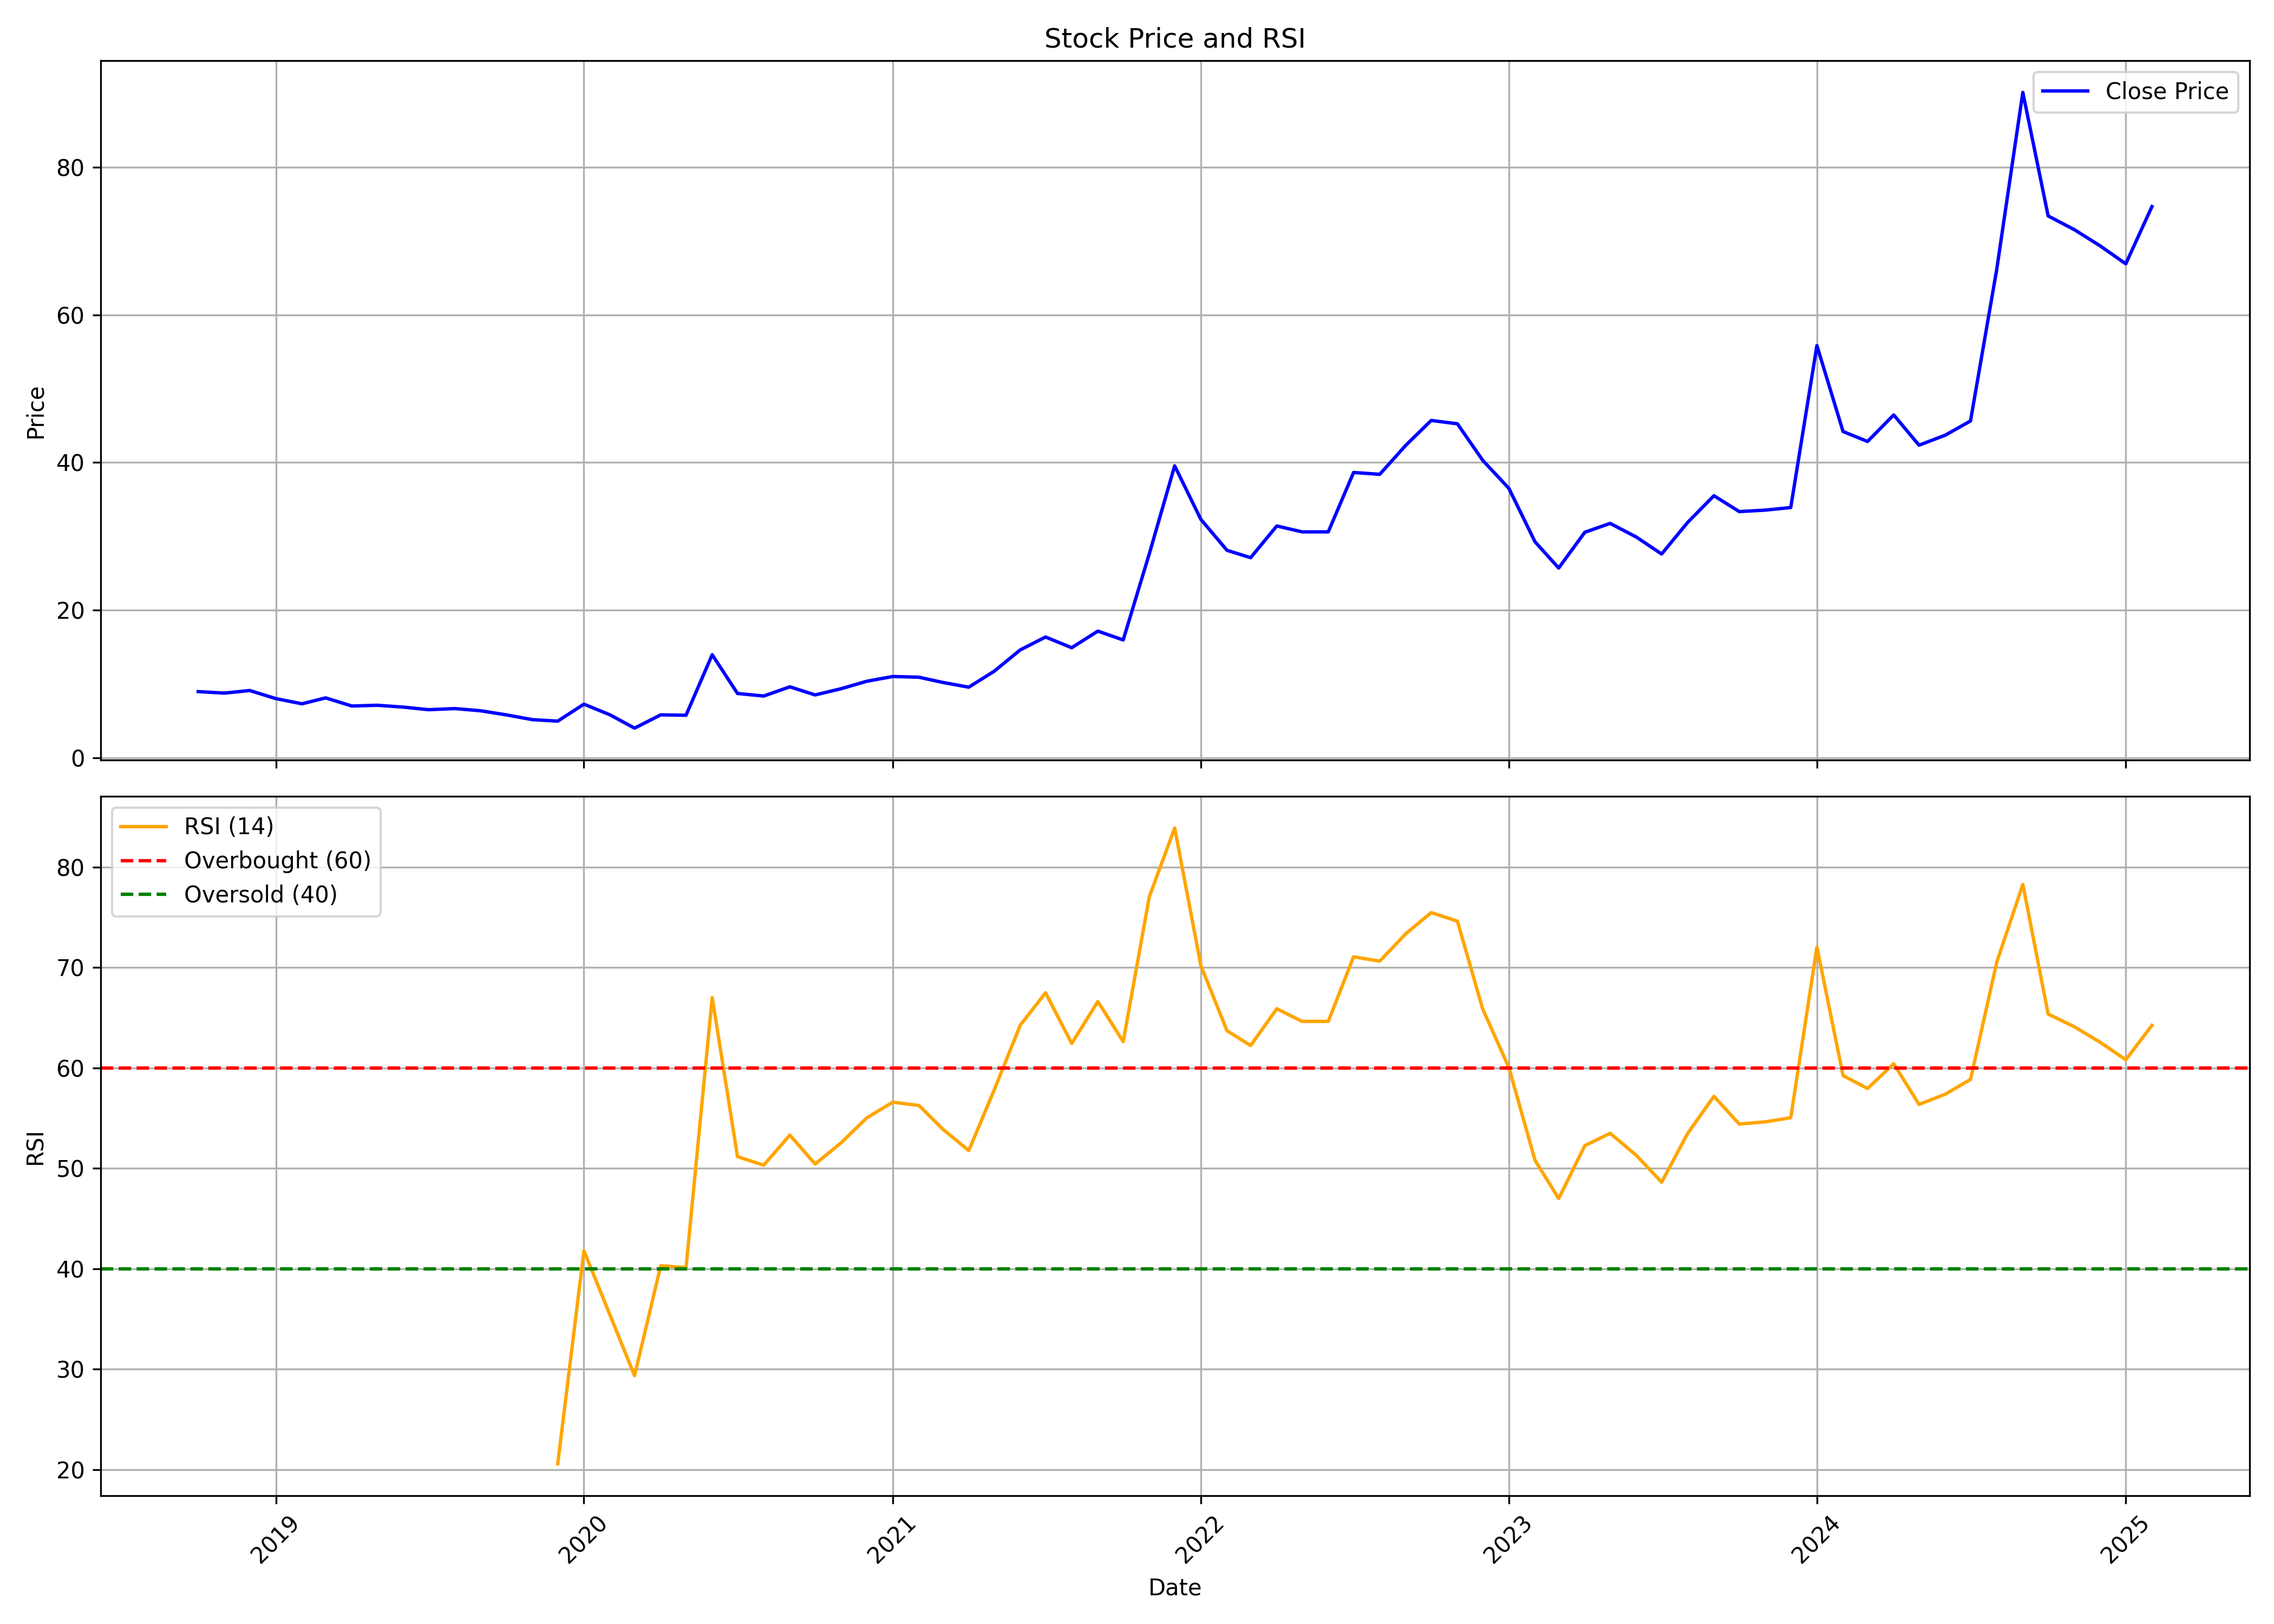 Stock Price and RSI
Close Price
Price
80
60
40
20
0
RSI (14)
Overbought (60)
Oversold (40)
RSI
80
70
60
50
40
30
20
2019
2020
2021
2022
2023
2024
2025
Date